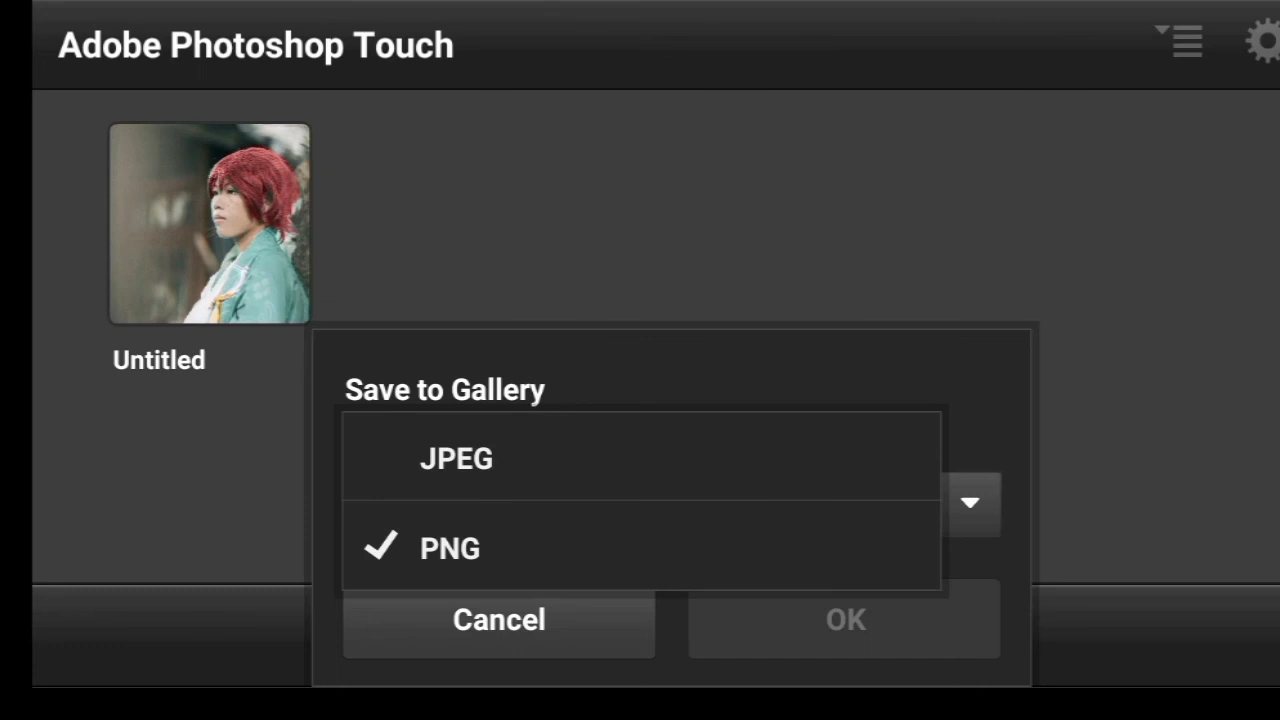 Adobe Photoshop Touch
Untitled
Save to Gallery
JPEG
PNG
Cancel
OK